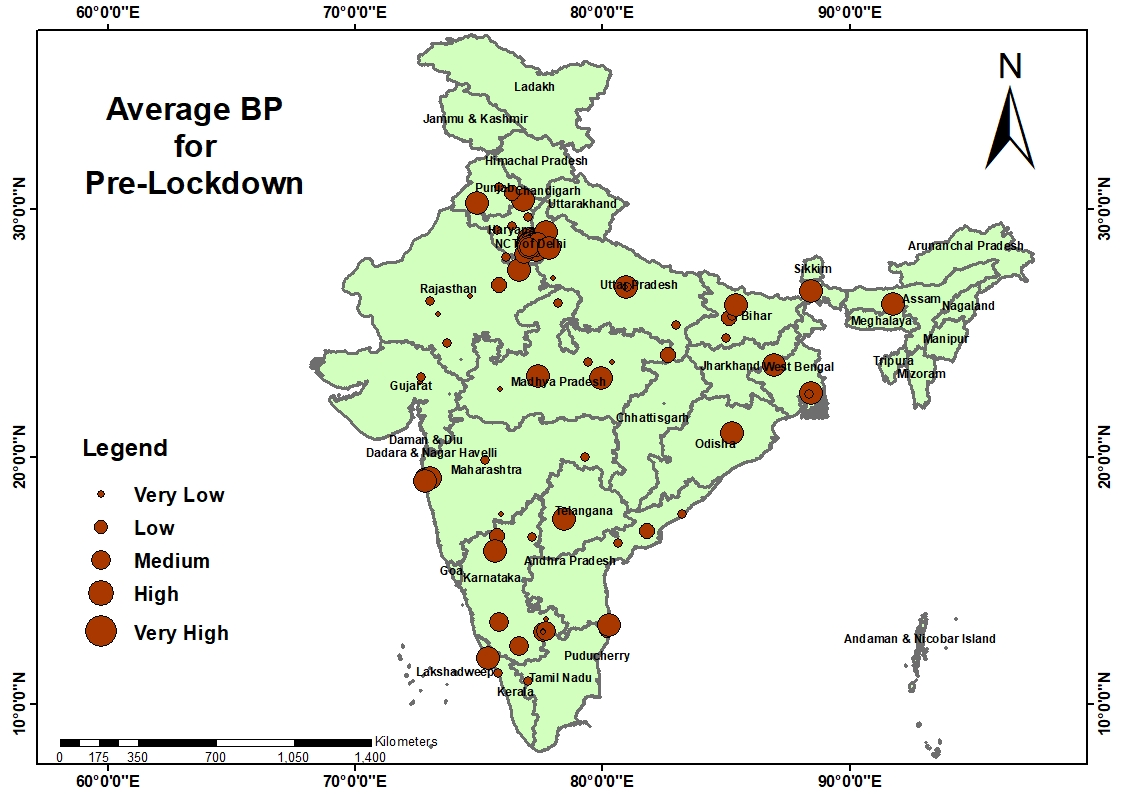 60°0'0"E 70°0'0"E 80°0'0"E 90°0'0"E
Average BP
for
Pre-Lockdown
N
Ladakh
Jammu & Kashmir
Himachal Pradesh
Punjab
Chandigarh
Uttarakhand
30°0'0"N
30°0'0"N
Haryana
NCT of Delhi
Arunanchal Pradesh
Sikkim
Rajasthan
Uttar Pradesh
Assam
Nagaland
Bihar
Meghalaya
Manipur
Tripura
Mizoram
Jharkhand
West Bengal
Gujarat
Madhya Pradesh
Chhattisgarh
Odisha
Daman & Diu
Dadara & Nagar Havelli
Maharashtra
20°0'0"N
20°0'0"N
Legend
Very Low
Low
Medium
High
Very High
Telangana
Andhra Pradesh
Goa
Karnataka
Andaman & Nicobar Island
Puducherry
Lakshadweep
Tamil Nadu
Kerala
10°0'0"N
10°0'0"N
Kilometers
0 175 350 700 1,050 1,400
60°0'0"E 70°0'0"E 80°0'0"E 90°0'0"E